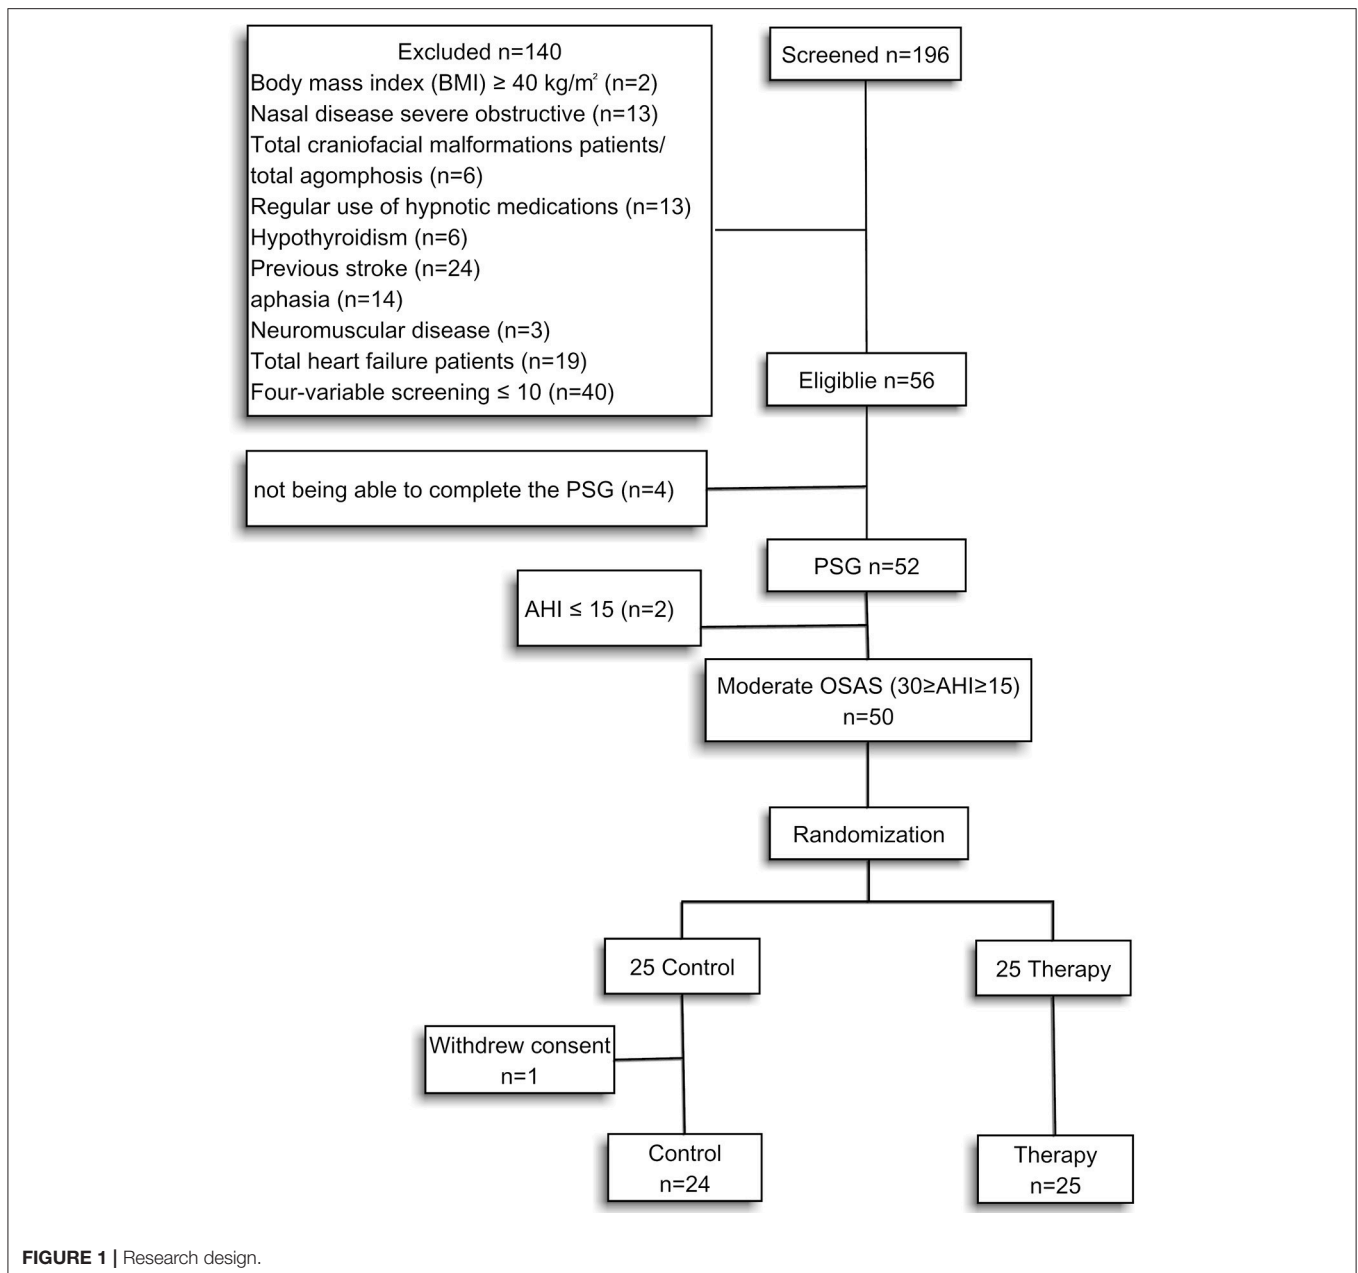 Excluded n=140
Body mass index (BMI) ≥ 40 kg/m² (n=2)
Nasal disease severe obstructive (n=13)
Total craniofacial malformations patients/
total agomphosis (n=6)
Regular use of hypnotic medications (n=13)
Hypothyroidism (n=6)
Previous stroke (n=24)
aphasia (n=14)
Neuromuscular disease (n=3)
Total heart failure patients (n=19)
Four-variable screening ≤ 10 (n=40)
Screened n=196
Eligiblie n=56
not being able to complete the PSG (n=4)
PSG n=52
AHI ≤ 15 (n=2)
Moderate OSAS (30≥AHI≥15)
n=50
Randomization
25 Control
25 Therapy
Withdrew consent
n=1
Control
n=24
Therapy
n=25
FIGURE 1 | Research design.